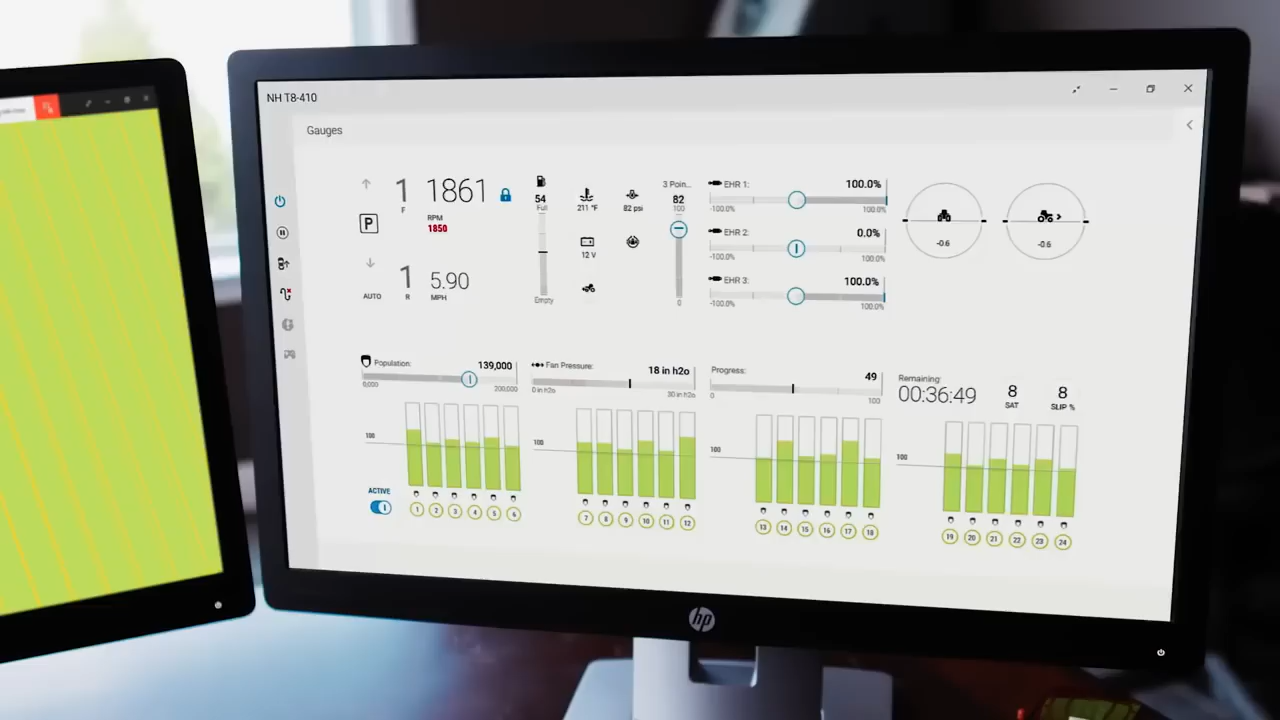 NH T8-410
Gauges
1
F
1861
RPM
1850
P
1
R
5.90
MPH
AUTO
54
Full
Empty
211 °F
82 psi
12 V
3 Poin...
82
100
0
EHR 1:
100.0%
-100.0%
100.0%
EHR 2:
0.0%
-100.0%
100.0%
EHR 3:
100.0%
-100.0%
100.0%
-0.6
-0.6
Population:
139,000
200,000
Fan Pressure:
18 in h2o
0 in h2o
30 in h2o
Progress:
49
0
100
Remaining:
00:36:49
8
SAT
8
SLIP %
100
100
100
100
ACTIVE
1 2 3 4 5 6
7 8 9 10 11 12
13 14 15 16 17 18
19 20 21 22 23 24
hp